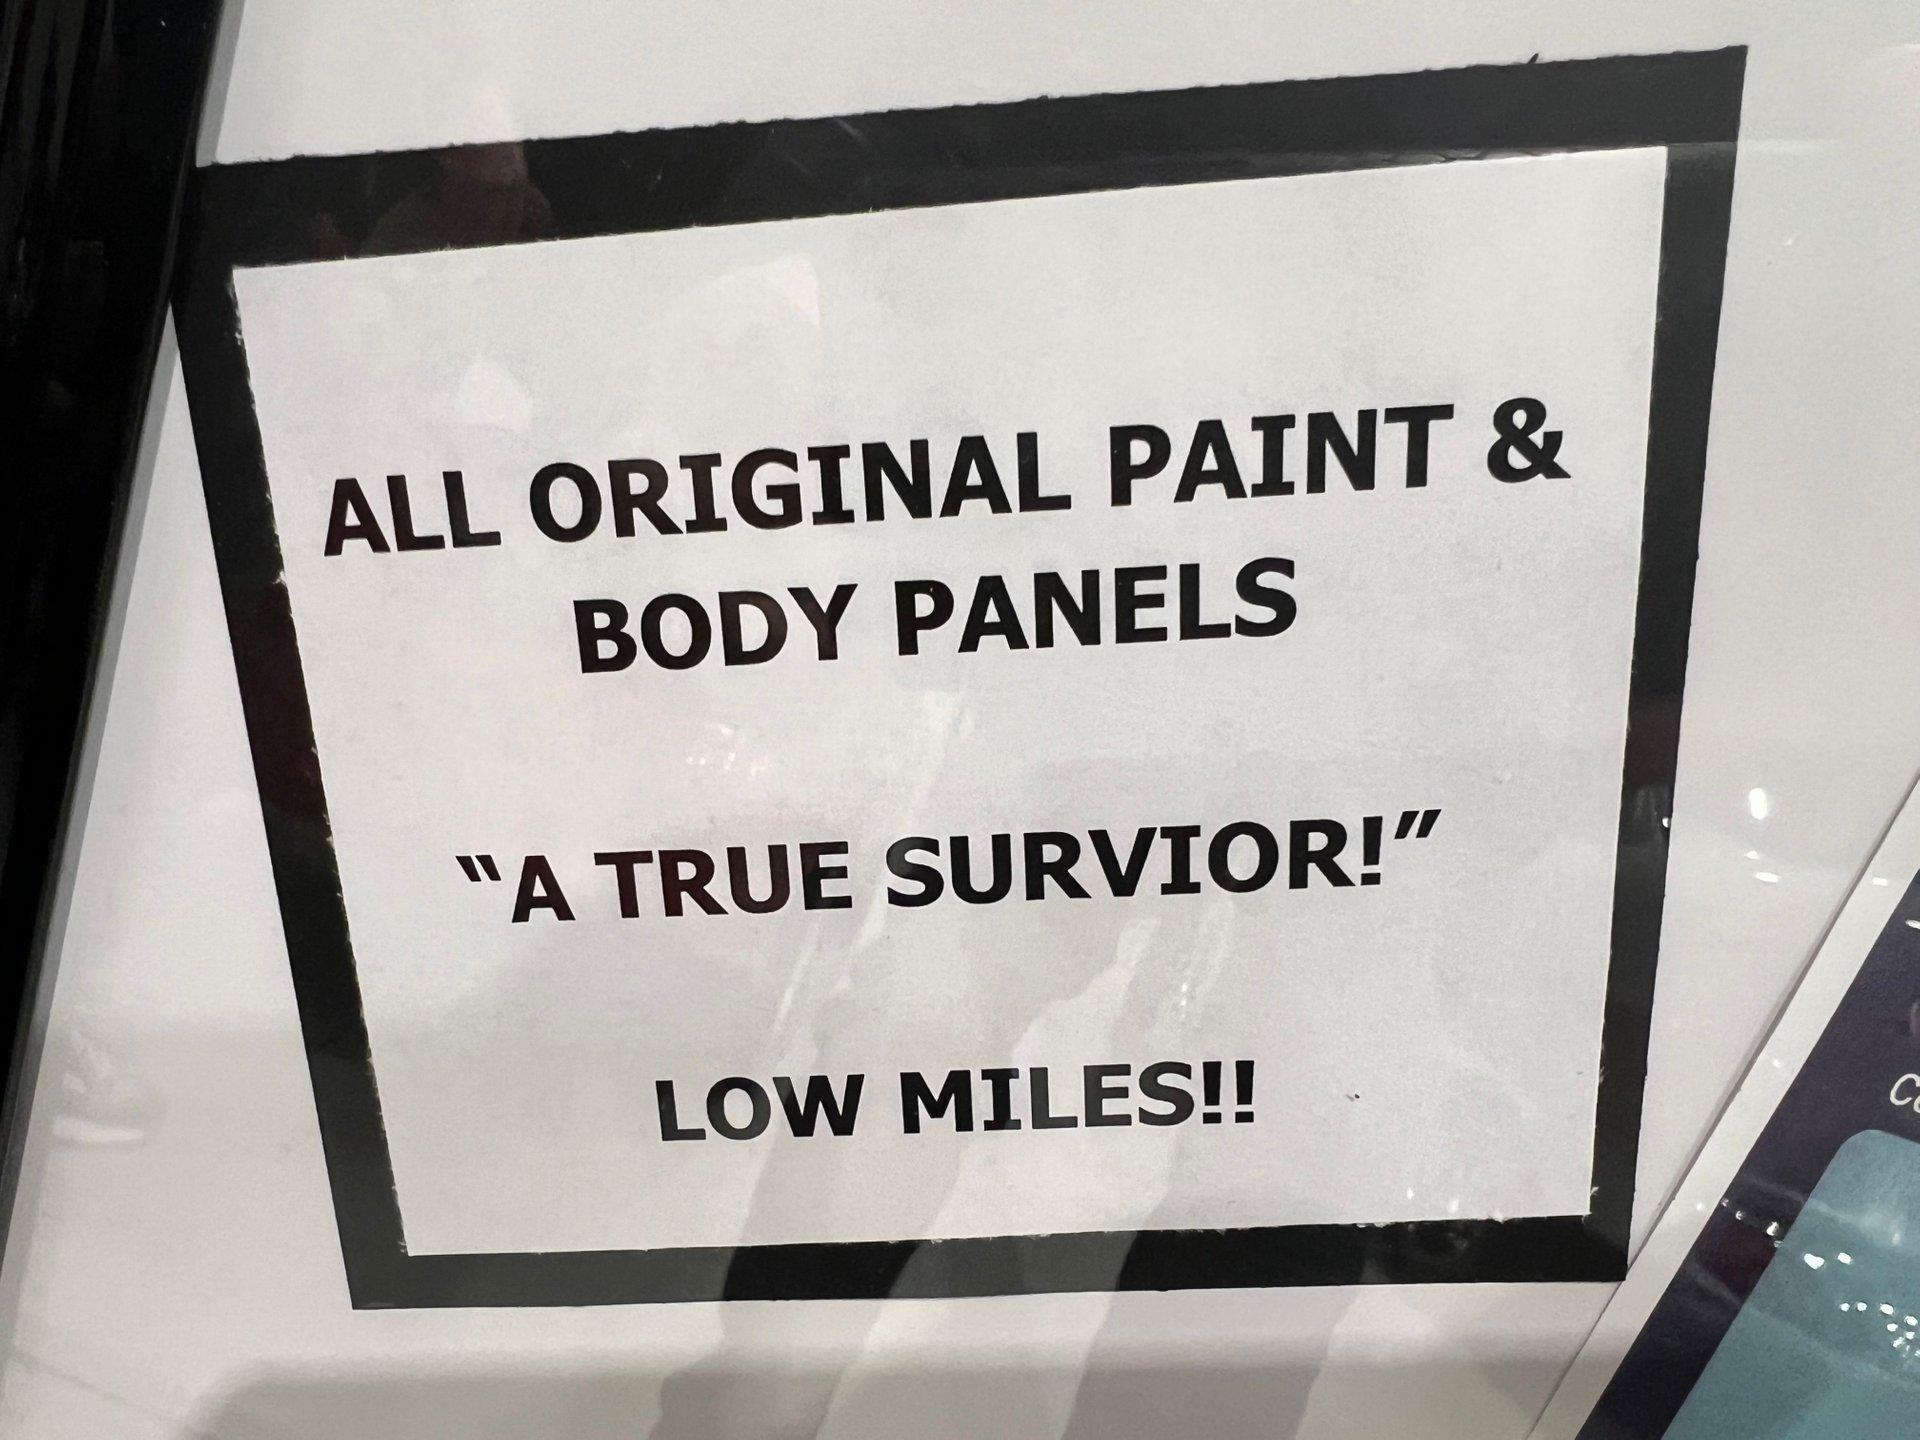 ALL ORIGINAL PAINT &
BODY PANELS
“A TRUE SURVIOR!”
LOW MILES!!